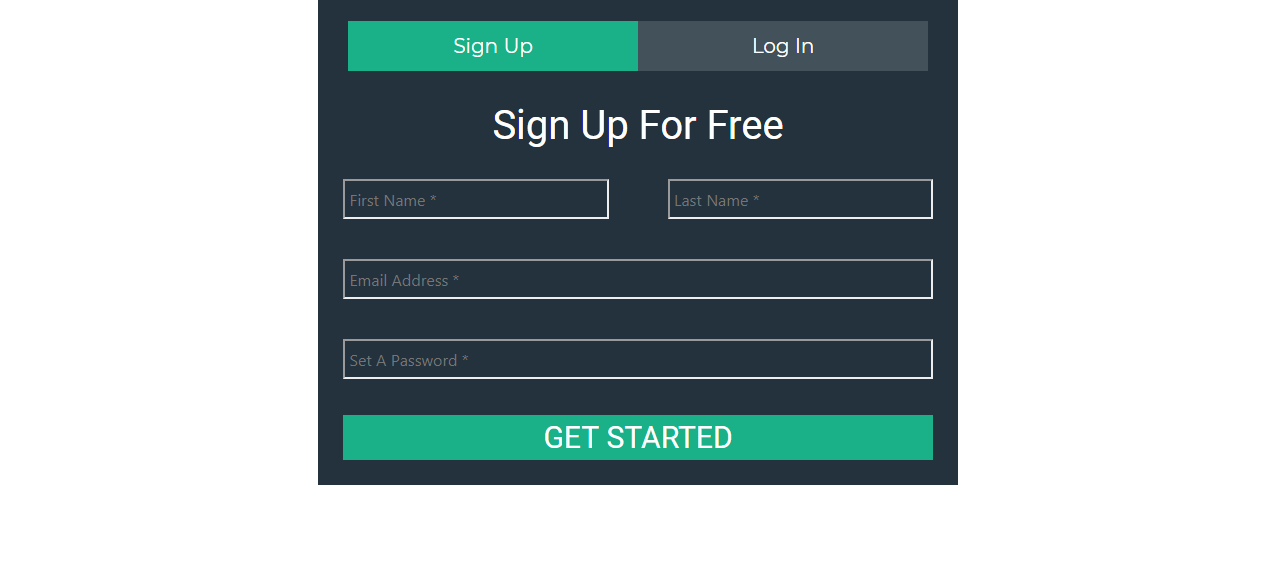 Sign Up Log In
Sign Up For Free
First Name * Last Name *
Email Address *
Set A Password *
GET STARTED